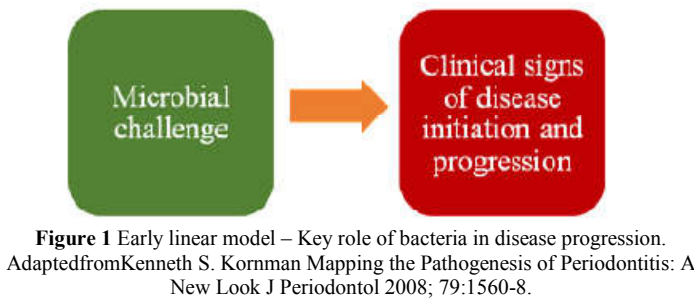 Microbial
challenge
Clinical signs
of disease
initiation and
progression
Figure 1 Early linear model – Key role of bacteria in disease progression.
AdaptedfromKenneth S. Kornman Mapping the Pathogenesis of Periodontitis: A
New Look J Periodontol 2008; 79:1560-8.